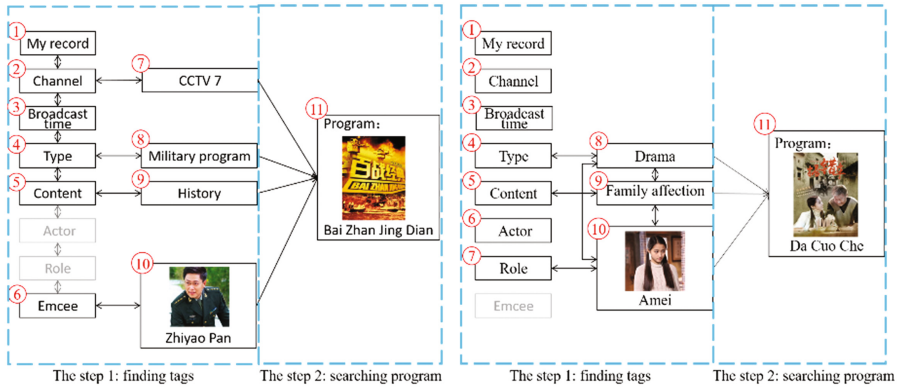 1
My record
2
Channel
3
Broadcast
time
4
Type
5
Content
Actor
Role
6
Emcee
7
CCTV 7
8
Military program
9
History
10
Zhiyao Pan
11
Program：
BAI ZHAN JING DIAN
Bai Zhan Jing Dian
The step 1: finding tags
The step 2: searching program
1
My record
2
Channel
3
Broadcast
time
4
Type
5
Content
6
Actor
7
Role
Emcee
8
Drama
9
Family affection
10
Amei
11
Program：
Da Cuo Che
The step 1: finding tags
The step 2: searching program